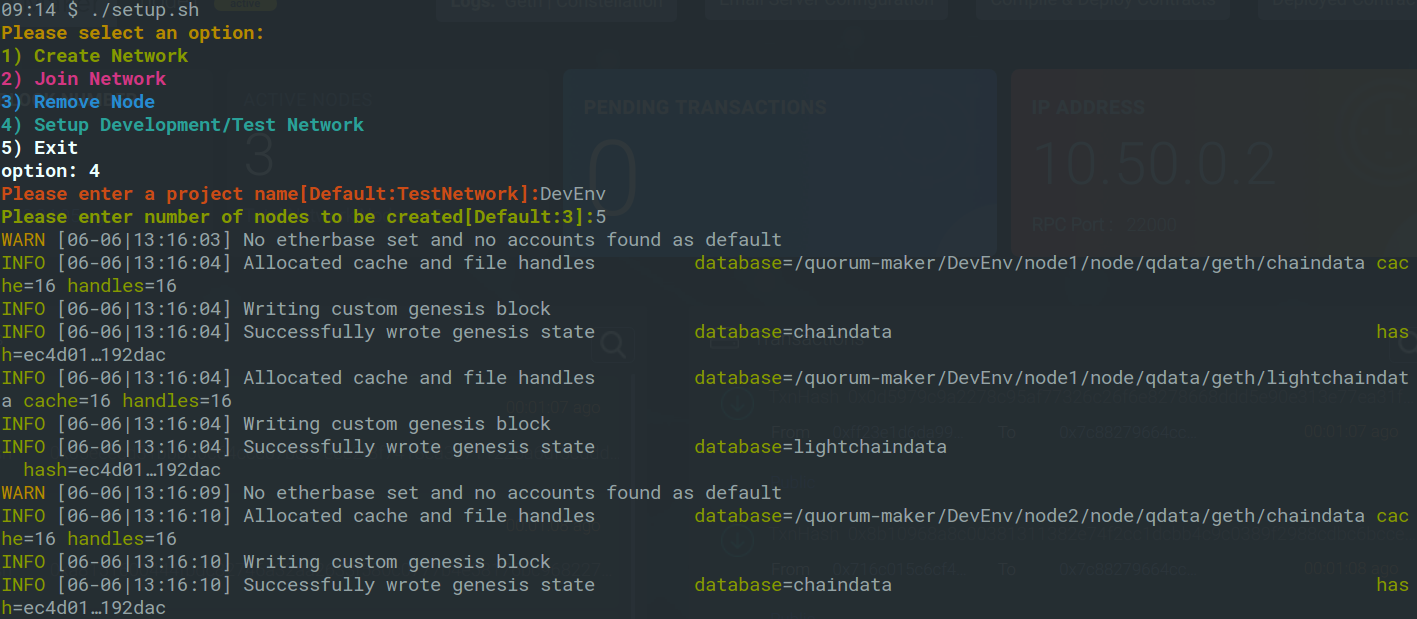 09:14 $ ./setup.sh
Please select an option:
1) Create Network
2) Join Network
3) Remove Node
4) Setup Development/Test Network
5) Exit
option: 4
Please enter a project name[Default:TestNetwork]:DevEnv
Please enter number of nodes to be created[Default:3]:5
WARN [06-06|13:16:03] No etherbase set and no accounts found as default
INFO [06-06|13:16:04] Allocated cache and file handles         database=/quorum-maker/DevEnv/node1/node/qdata/geth/chaindata cac
he=16 handles=16
INFO [06-06|13:16:04] Writing custom genesis block
INFO [06-06|13:16:04] Successfully wrote genesis state         database=chaindata                                            has
h=ec4d01…192dac
INFO [06-06|13:16:04] Allocated cache and file handles         database=/quorum-maker/DevEnv/node1/node/qdata/geth/lightchaindat
a cache=16 handles=16
INFO [06-06|13:16:04] Writing custom genesis block
INFO [06-06|13:16:04] Successfully wrote genesis state         database=lightchaindata
  hash=ec4d01…192dac
WARN [06-06|13:16:09] No etherbase set and no accounts found as default
INFO [06-06|13:16:10] Allocated cache and file handles         database=/quorum-maker/DevEnv/node2/node/qdata/geth/chaindata cac
he=16 handles=16
INFO [06-06|13:16:10] Writing custom genesis block
INFO [06-06|13:16:10] Successfully wrote genesis state         database=chaindata                                            has
h=ec4d01…192dac
ACTIVE NODES
3
PENDING TRANSACTIONS
0
IP ADDRESS
10.50.0.2
RPC Port : 22000